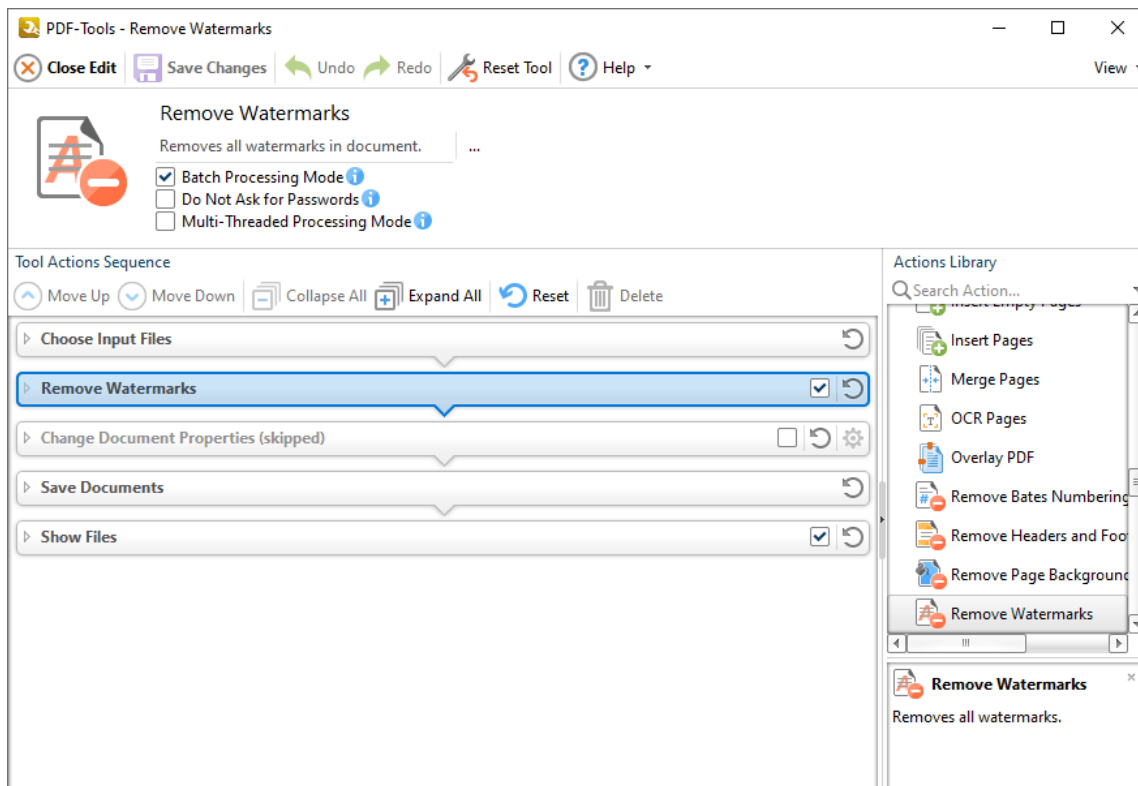 PDF-Tools - Remove Watermarks
Close Edit Save Changes Undo Redo Reset Tool ? Help View
Remove Watermarks
Removes all watermarks in document. ...
Batch Processing Mode i
Do Not Ask for Passwords i
Multi-Threaded Processing Mode i
Tool Actions Sequence
Move Up Move Down Collapse All Expand All Reset Delete
Choose Input Files
Remove Watermarks
Change Document Properties (skipped)
Save Documents
Show Files
Actions Library
Search Action...
Insert Empty Pages
Insert Pages
Merge Pages
OCR Pages
Overlay PDF
Remove Bates Numbering
Remove Headers and Foo
Remove Page Background
Remove Watermarks
Remove Watermarks
Removes all watermarks.